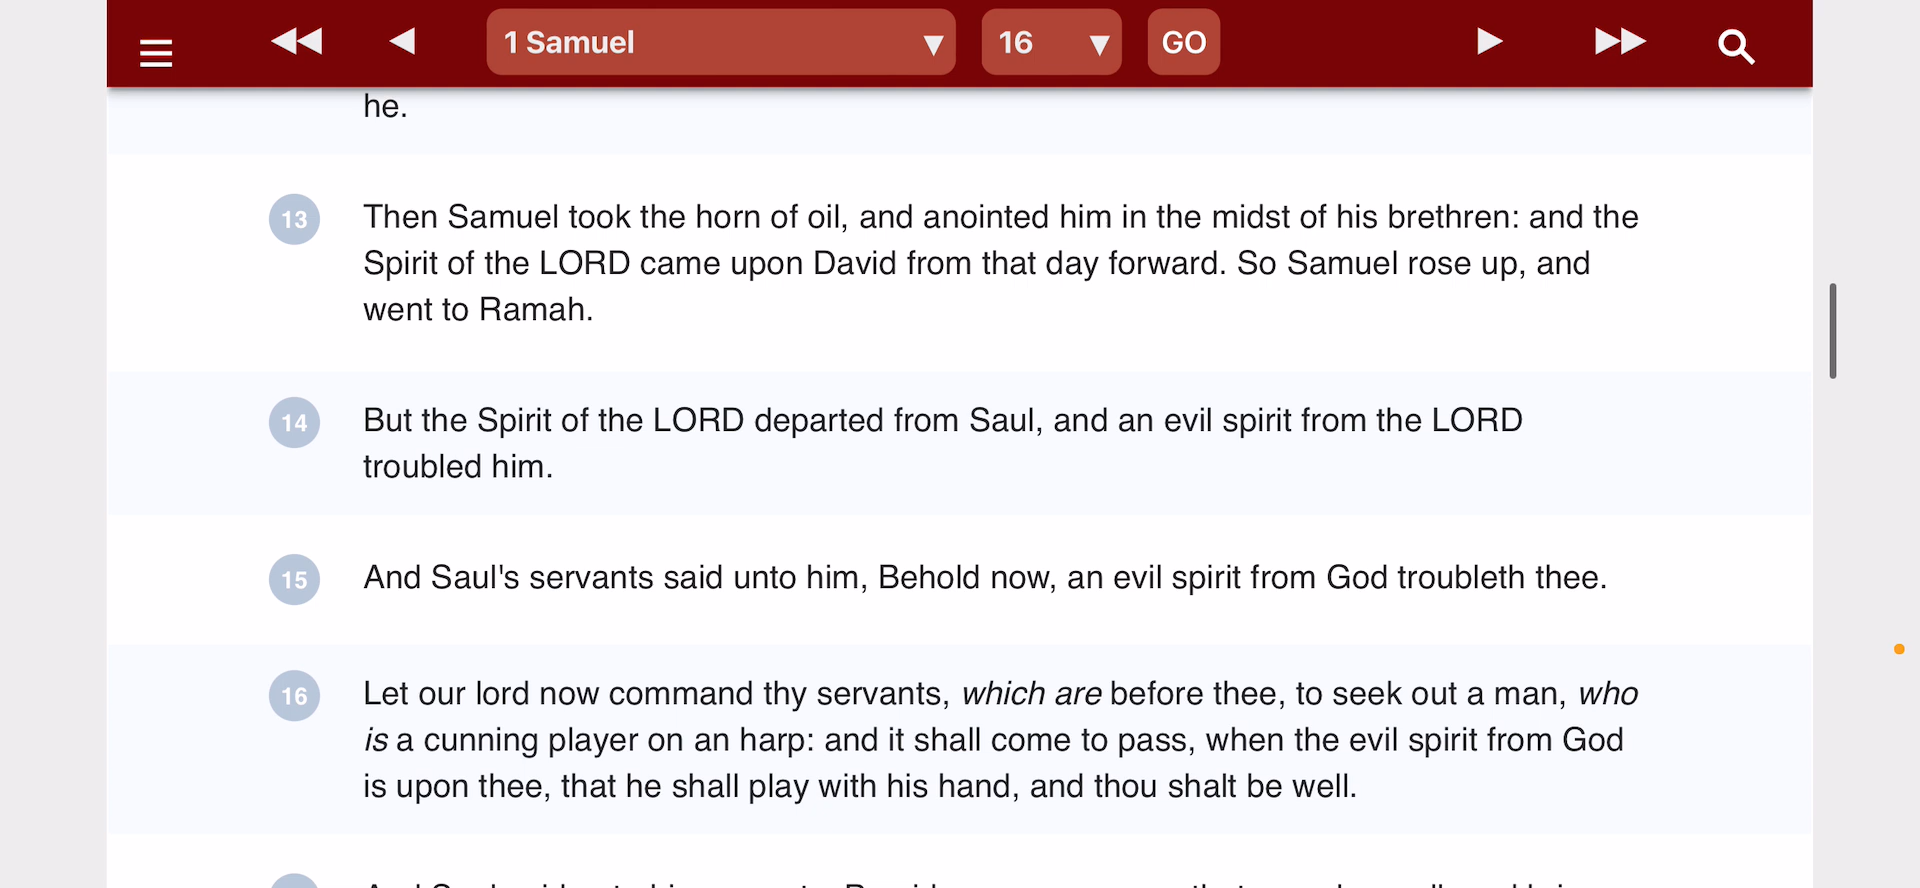 1 Samuel 16 GO
he.
13 Then Samuel took the horn of oil, and anointed him in the midst of his brethren: and the
Spirit of the LORD came upon David from that day forward. So Samuel rose up, and
went to Ramah.
14 But the Spirit of the LORD departed from Saul, and an evil spirit from the LORD
troubled him.
15 And Saul's servants said unto him, Behold now, an evil spirit from God troubleth thee.
16 Let our lord now command thy servants, which are before thee, to seek out a man, who
is a cunning player on an harp: and it shall come to pass, when the evil spirit from God
is upon thee, that he shall play with his hand, and thou shalt be well.